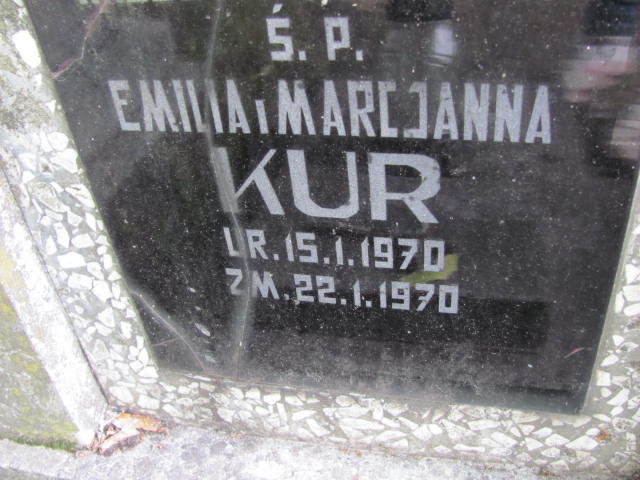 Ś. P.
EMILIA i MARCJANNA
KUR
UR. 15.1.1970
ZM. 22.1.1970